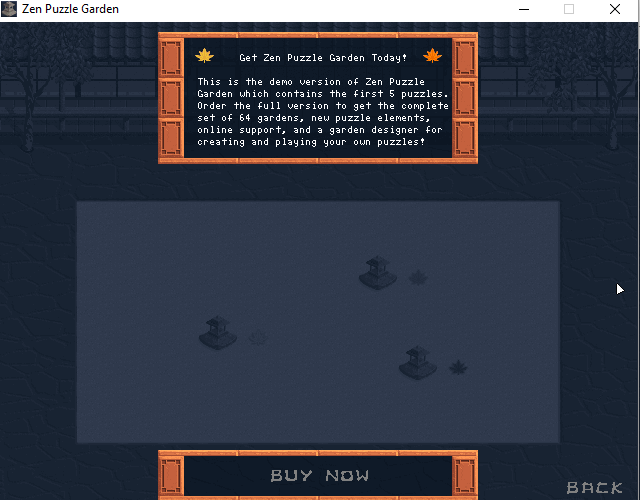 Zen Puzzle Garden
Get Zen Puzzle Garden Today!
This is the demo version of Zen Puzzle
Garden which contains the first 5 puzzles.
Order the full version to get the complete
set of 64 gardens, new puzzle elements,
online support, and a garden designer for
creating and playing your own puzzles!
BUY NOW
BACK